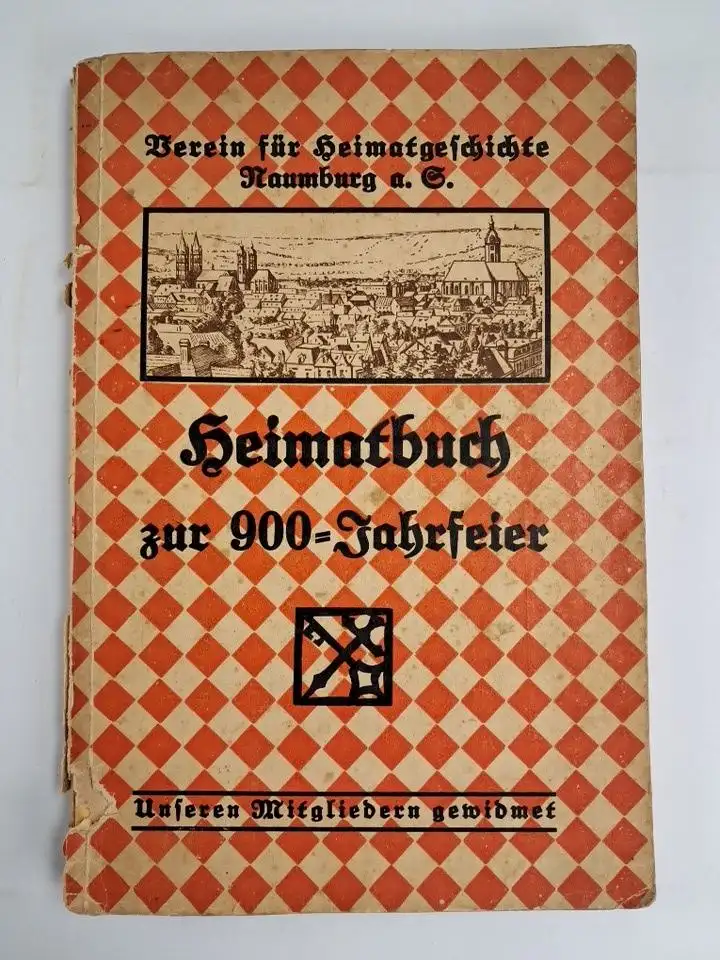 Verein für Heimatgeschichte
Naumburg a. S.
Heimatbuch
zur 900=Jahrfeier
Unseren Mitgliedern gewidmet